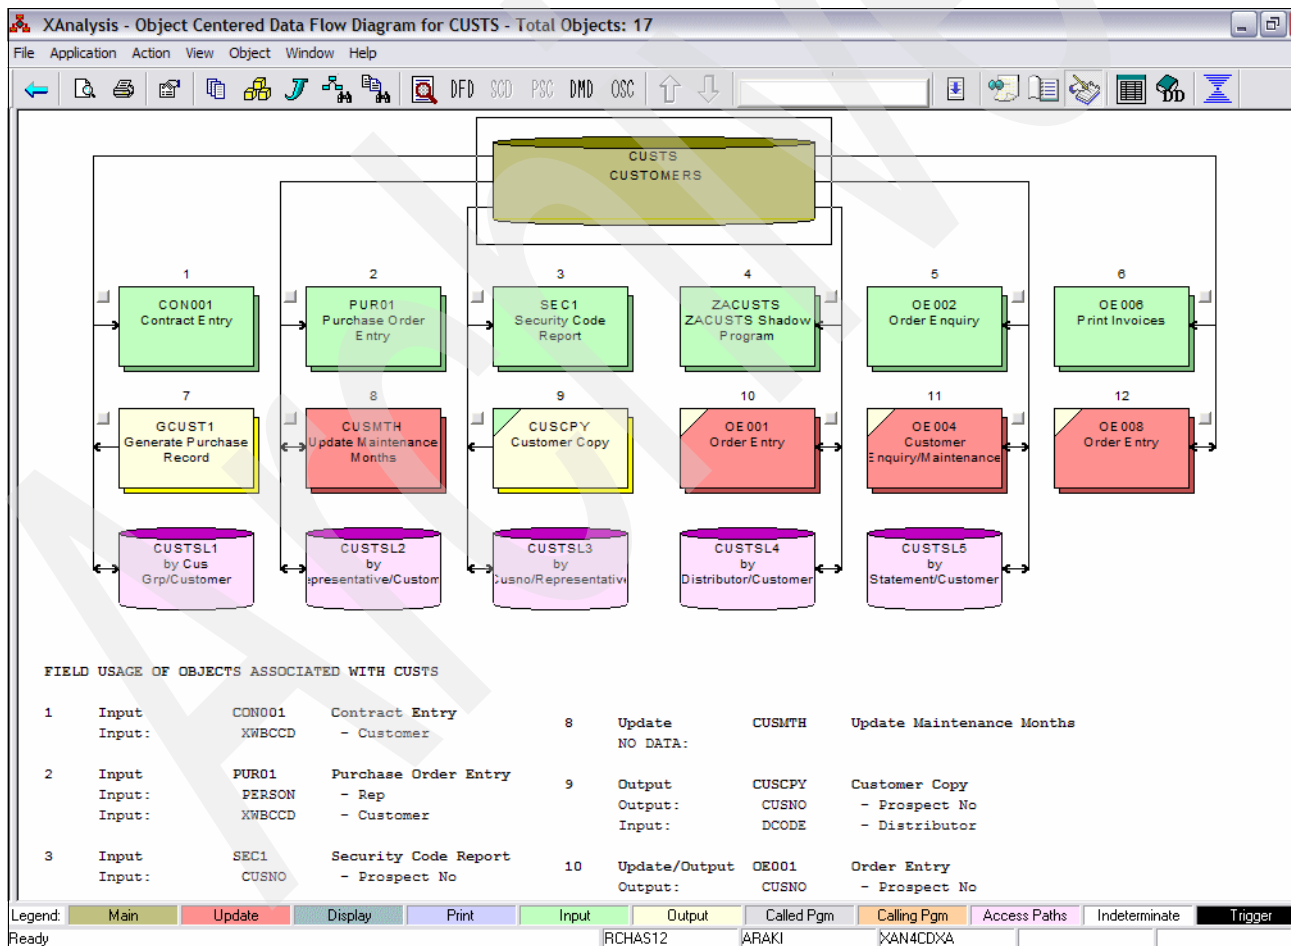 XAnalysis - Object Centered Data Flow Diagram for CUSTS - Total Objects: 17
File Application Action View Object Window Help
DFD SCD PSC DMD OSC DD
CUSTS
CUSTOMERS
1 2 3 4 5 6
CON001
Contract Entry
PUR01
Purchase Order
Entry
SEC1
Security Code
Report
ZACUSTS
ZACUSTS Shadow
Program
OE002
Order Enquiry
OE006
Print Invoices
7 8 9 10 11 12
GCUST1
Generate Purchase
Record
CUSMTH
Update Maintenance
Months
CUSCPY
Customer Copy
OE001
Order Entry
OE004
Customer
Enquiry/Maintenance
OE008
Order Entry
CUSTSL1
by Cus
Grp/Customer
CUSTSL2
by
epresentative/Custom
CUSTSL3
by
Cusno/Representative
CUSTSL4
by
Distributor/Customer
CUSTSL5
by
Statement/Customer
FIELD USAGE OF OBJECTS ASSOCIATED WITH CUSTS
1 Input CON001 Contract Entry
Input: XWBCCD - Customer
2 Input PUR01 Purchase Order Entry
Input: PERSON - Rep
Input: XWBCCD - Customer
3 Input SEC1 Security Code Report
Input: CUSNO - Prospect No
8 Update CUSMTH Update Maintenance Months
NO DATA:
9 Output CUSCPY Customer Copy
Output: CUSNO - Prospect No
Input: DCODE - Distributor
10 Update/Output OE001 Order Entry
Output: CUSNO - Prospect No
Legend: Main Update Display Print Input Output Called Pgm Calling Pgm Access Paths Indeterminate Trigger
Ready RCHAS12 ARAKI XAN4CDXA